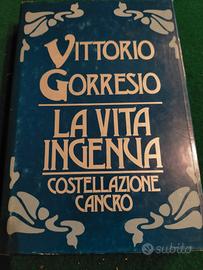 VITTORIO
GORRESIO
LA VITA
INGENUA
COSTELLAZIONE
CANCRO
subito